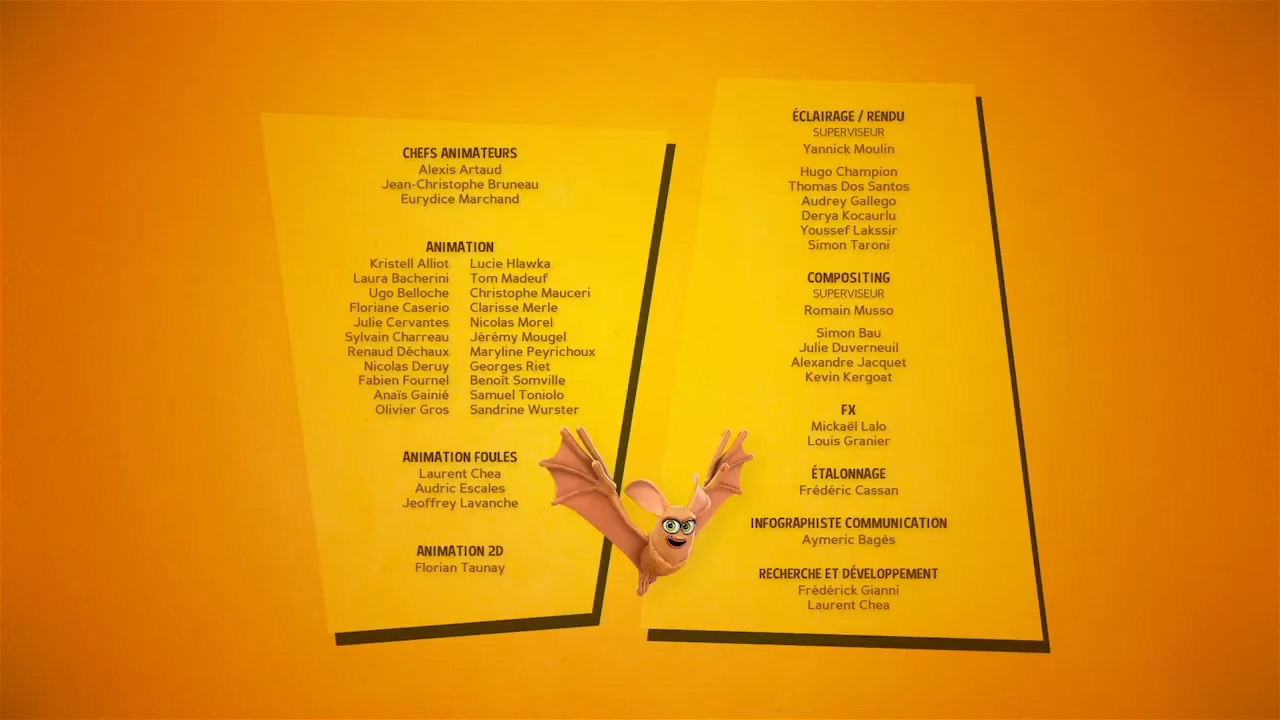 CHEFS ANIMATEURS
Alexis Artaud
Jean-Christophe Bruneau
Eurydice Marchand
ANIMATION
Kristell Alliot Lucie Hlawka
Laura Bacherini Tom Madeuf
Ugo Belloche Christophe Mauceri
Floriane Caserio Clarisse Merle
Julie Cervantes Nicolas Morel
Sylvain Charreau Jérémy Mougel
Renaud Déchaux Maryline Peyrichoux
Nicolas Deruy Georges Riet
Fabien Fournel Benoît Somville
Anaïs Gainié Samuel Toniolo
Olivier Gros Sandrine Wurster
ANIMATION FOULES
Laurent Chea
Audric Escales
Jeoffrey Lavanche
ANIMATION 2D
Florian Taunay
ÉCLAIRAGE / RENDU
SUPERVISEUR
Yannick Moulin
Hugo Champion
Thomas Dos Santos
Audrey Gallego
Derya Kocaurlu
Youssef Lakssir
Simon Taroni
COMPOSITING
SUPERVISEUR
Romain Musso
Simon Bau
Julie Duverneuil
Alexandre Jacquet
Kevin Kergoat
FX
Mickaël Lalo
Louis Granier
ÉTALONNAGE
Frédéric Cassan
INFOGRAPHISTE COMMUNICATION
Aymeric Bagès
RECHERCHE ET DÉVELOPPEMENT
Frédérick Gianni
Laurent Chea